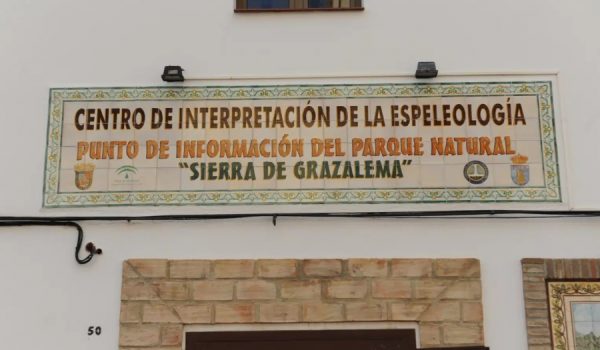 CENTRO DE INTERPRETACIÓN DE LA ESPELEOLOGÍA
PUNTO DE INFORMACIÓN DEL PARQUE NATURAL
"SIERRA DE GRAZALEMA"
50